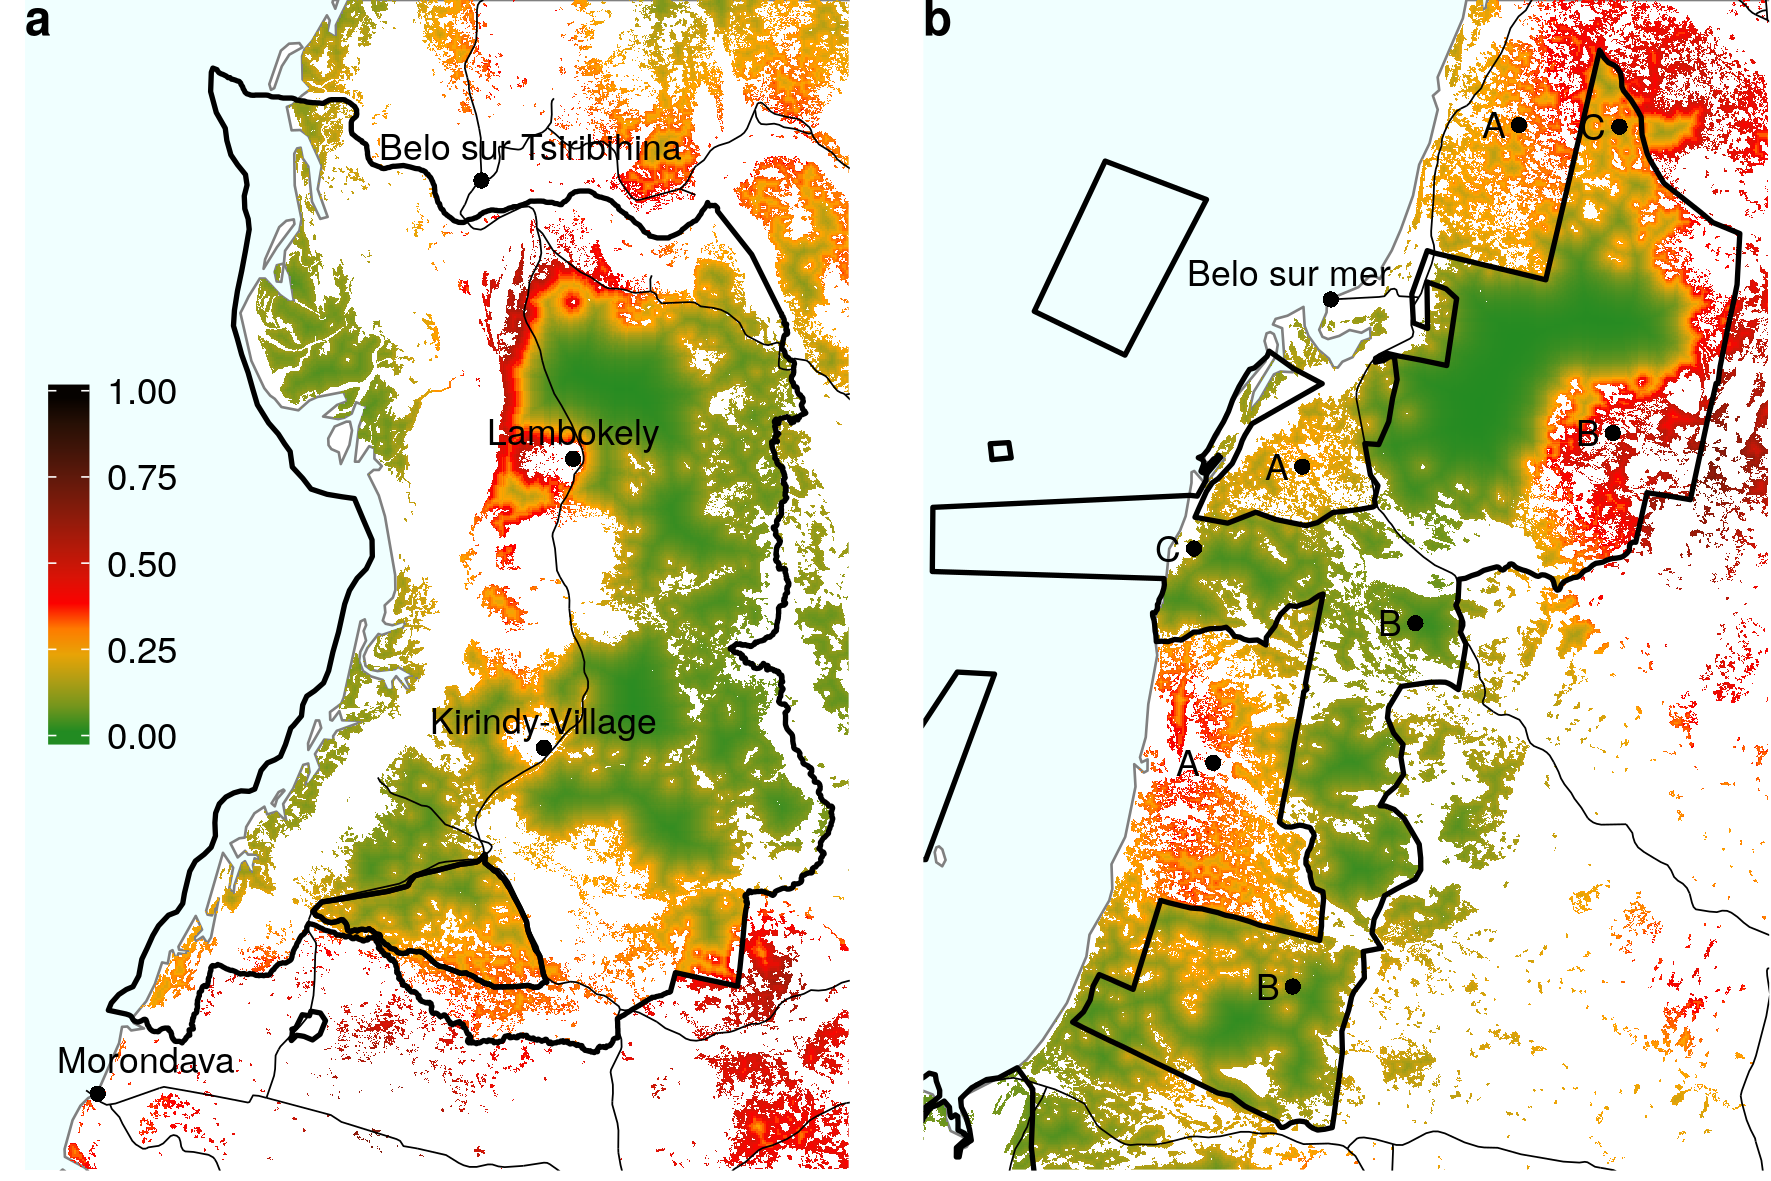 a
Belo sur Tsiribihina
1.00
0.75
0.50
0.25
0.00
Lambokely
Kirindy-Village
Morondava
b
A
C
Belo sur mer
B
A
C
B
A
B